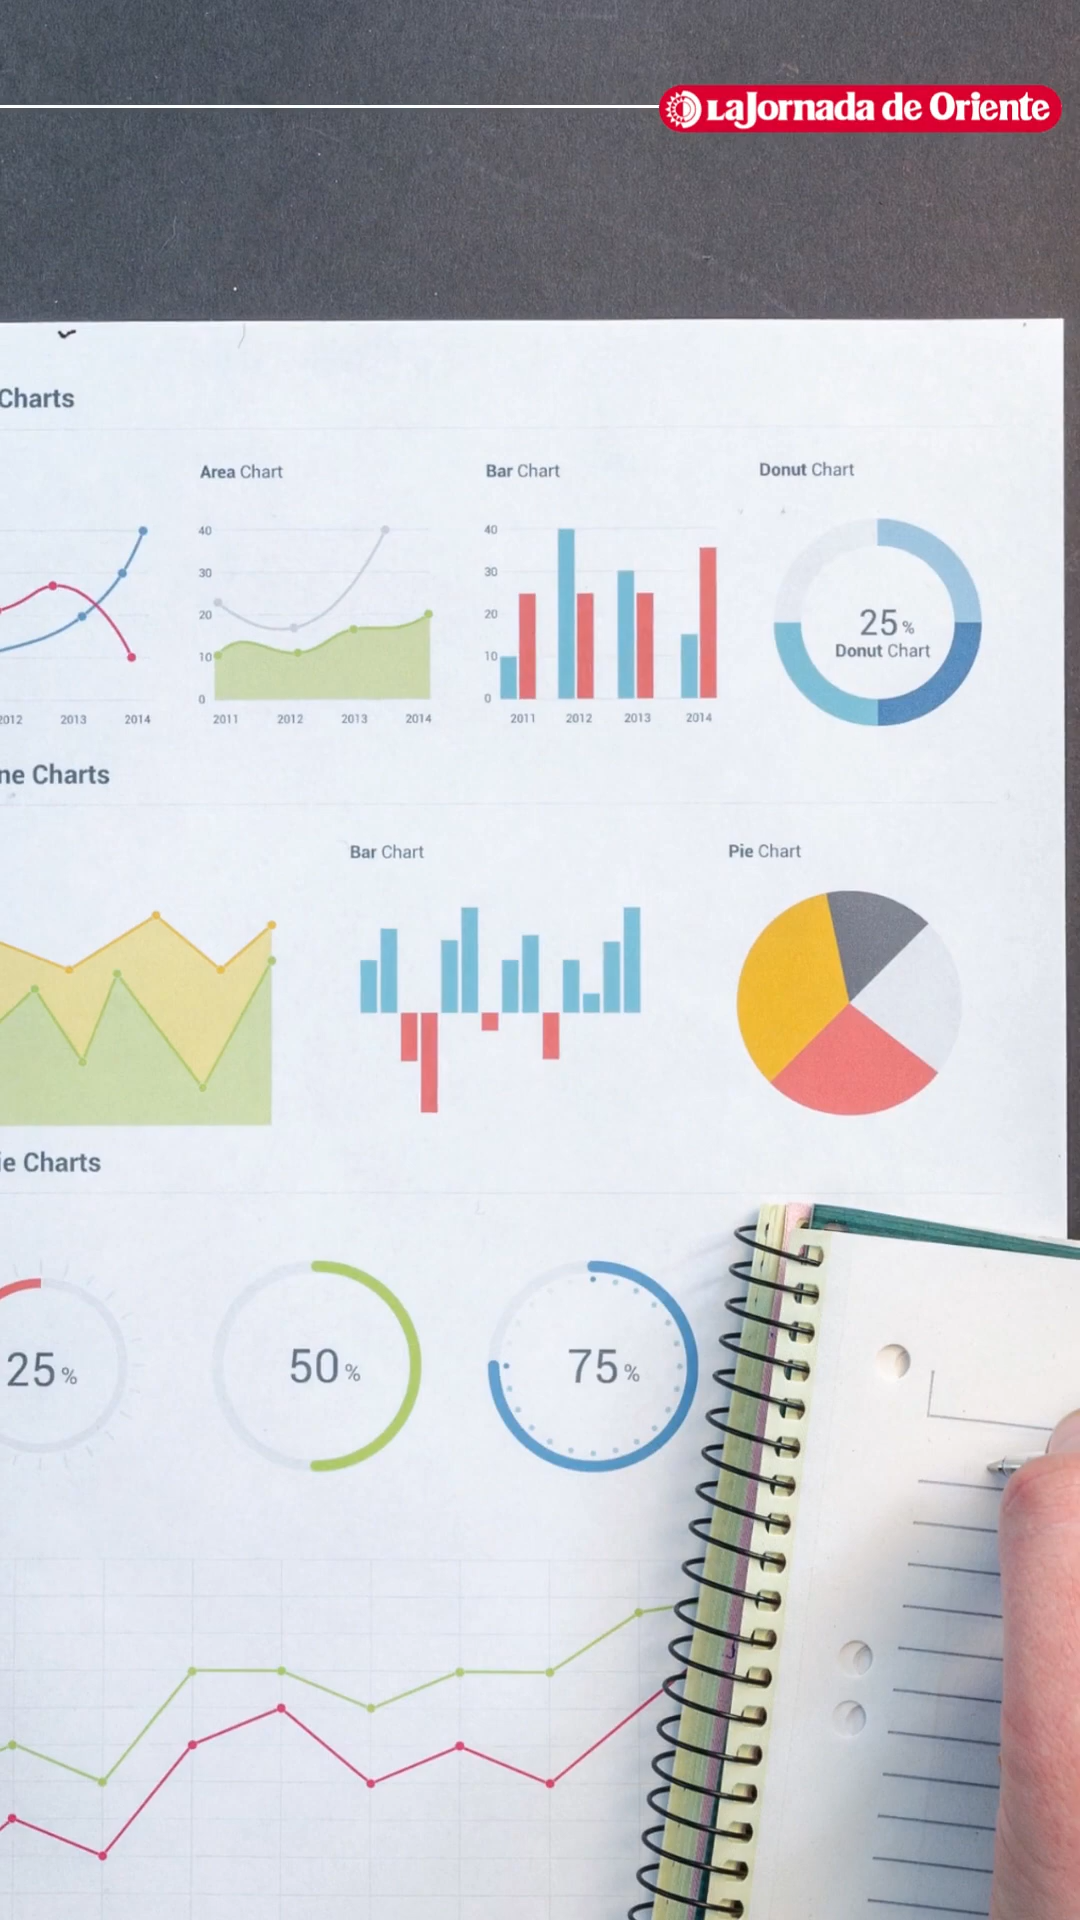 LaJornada de Oriente
Charts
Area Chart
Bar Chart
Donut Chart
40
30
20
10
0
2011
2012
2013
2014
40
30
20
10
0
2011
2012
2013
2014
25%
Donut Chart
2012
2013
2014
ne Charts
Bar Chart
Pie Chart
ie Charts
25%
50%
75%